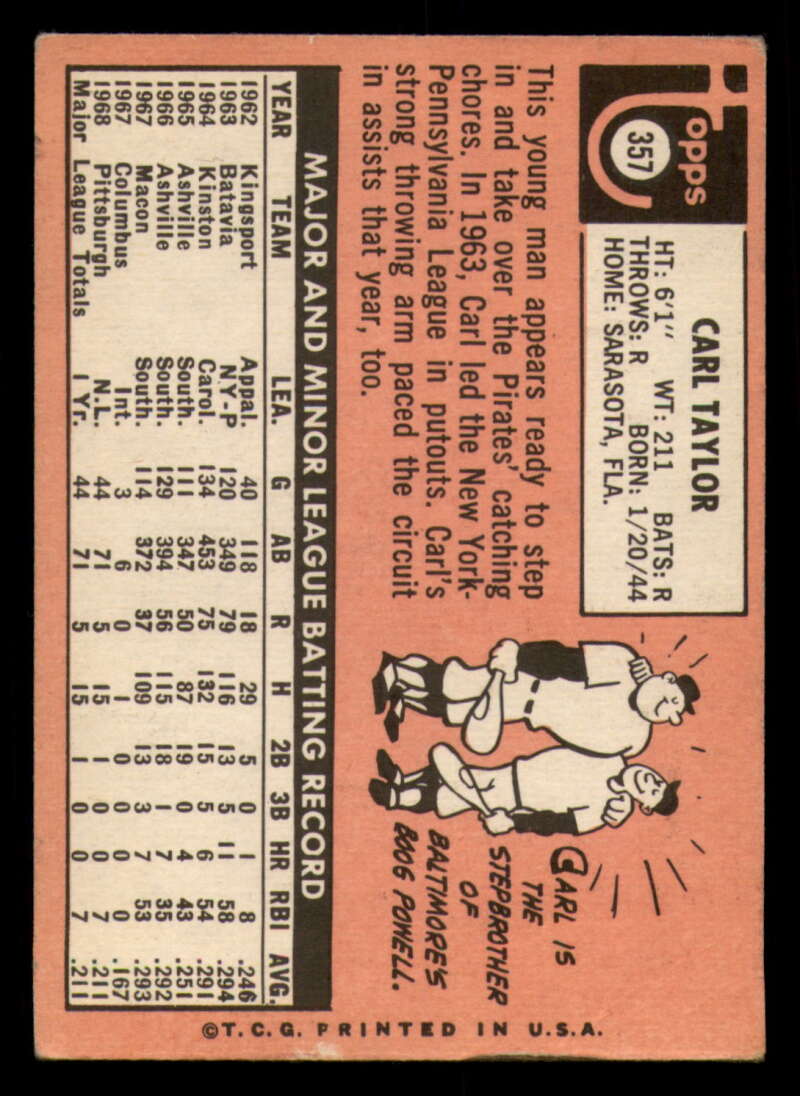 Topps
357
CARL TAYLOR
HT: 6'1" WT: 211 BATS: R
THROWS: R BORN: 1/20/44
HOME: SARASOTA, FLA.
This young man appears ready to step
in and take over the Pirates' catching
chores. In 1963, Carl led the New York-
Pennsylvania League in putouts. Carl's
strong throwing arm paced the circuit
in assists that year, too.
CARL IS
THE
STEPBROTHER
OF
BALTIMORE'S
BOOG POWELL.
MAJOR AND MINOR LEAGUE BATTING RECORD
YEAR TEAM LEA. G AB R H 2B 3B HR RBI AVG.
1962 Kingsport Appal. 40 118 18 29 5 0 1 8 .246
1963 Batavia NY-P 120 349 79 116 13 5 11 58 .294
1964 Kinston Carol. 134 453 75 132 15 5 6 54 .291
1965 Ashville South. 111 347 50 87 19 0 4 43 .251
1966 Ashville South. 129 394 56 115 18 1 7 35 .292
1967 Macon South. 114 372 37 109 13 3 7 53 .293
1967 Columbus Int. 3 6 0 1 0 0 0 0 .167
1968 Pittsburgh N.L. 44 71 5 15 1 0 0 7 .211
Major League Totals 1 Yr. 44 71 5 15 1 0 0 7 .211
©T.C.G. PRINTED IN U.S.A.